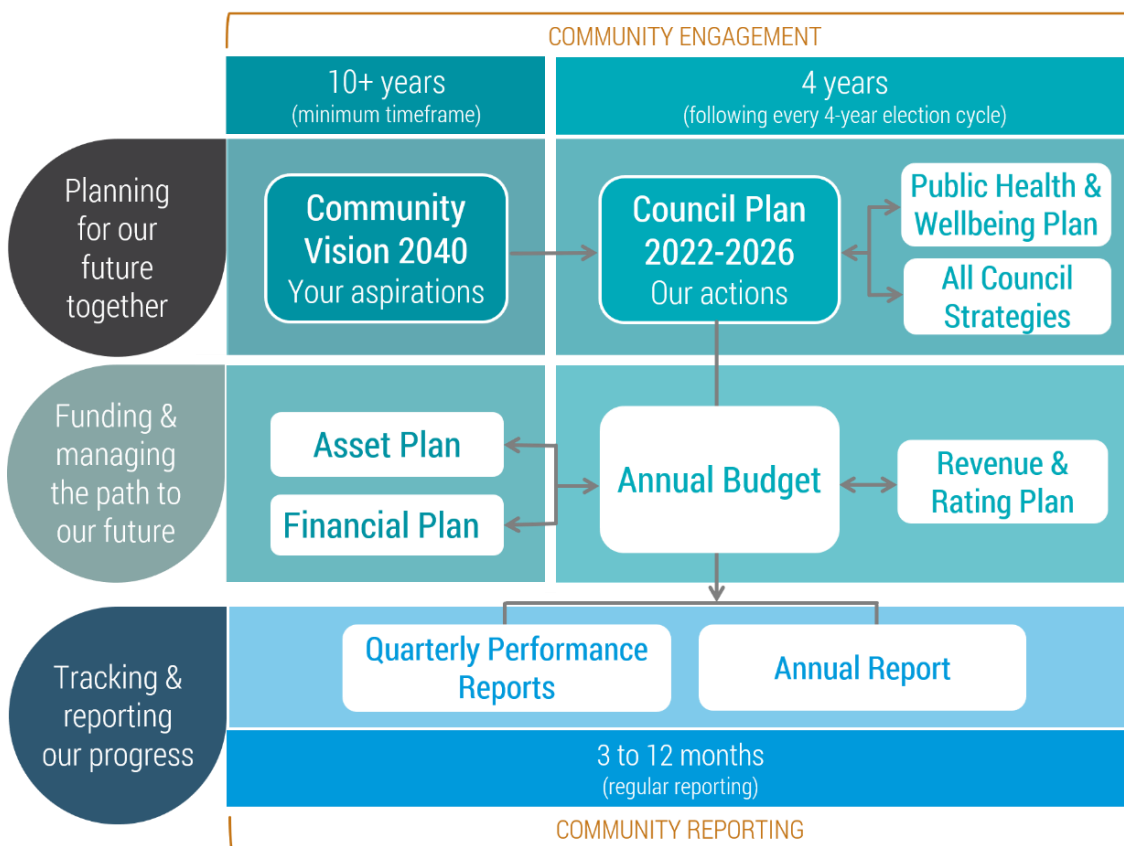 COMMUNITY ENGAGEMENT
10+ years
(minimum timeframe)
4 years
(following every 4-year election cycle)
Planning
for our
future
together
Community
Vision 2040
Your aspirations
Council Plan
2022-2026
Our actions
Public Health &
Wellbeing Plan
All Council
Strategies
Funding &
managing
the path to
our future
Asset Plan
Financial Plan
Annual Budget
Revenue &
Rating Plan
Tracking &
reporting
our progress
Quarterly Performance
Reports
Annual Report
3 to 12 months
(regular reporting)
COMMUNITY REPORTING